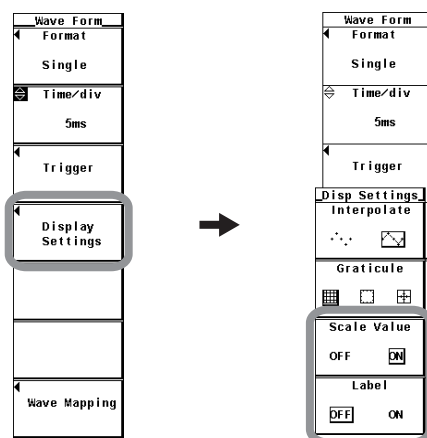 Wave Form
Format
Single
Time/div
5ms
Trigger
Display
Settings
Wave Mapping
Wave Form
Format
Single
Time/div
5ms
Trigger
Disp Settings
Interpolate
Graticule
Scale Value
OFF ON
Label
OFF ON